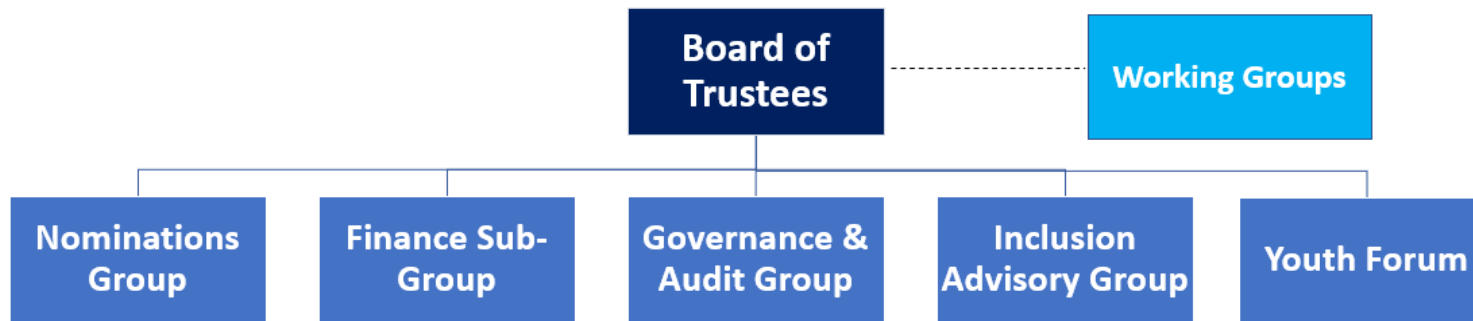 Board of
Trustees
Working Groups
Nominations
Group
Finance Sub-
Group
Governance &
Audit Group
Inclusion
Advisory Group
Youth Forum